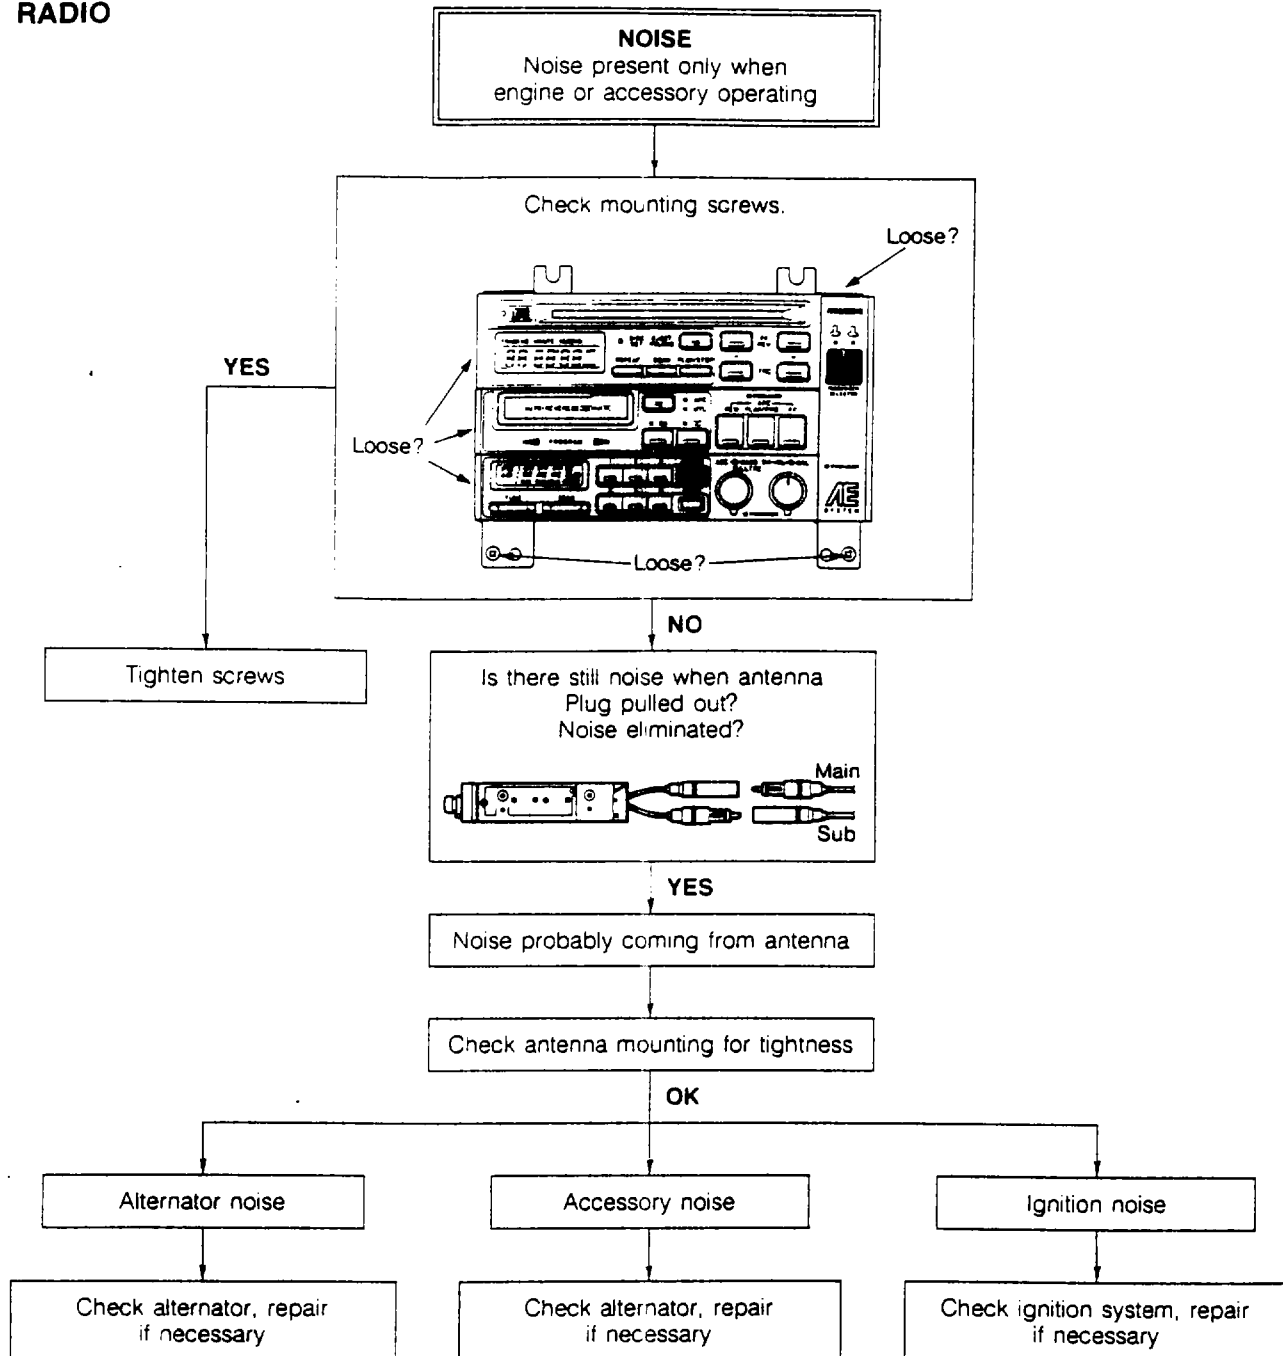 RADIO
NOISE
Noise present only when
engine or accessory operating
Check mounting screws.
Loose?
YES
Loose?
PROGRAM
AE
SYSTEM
Loose?
NO
Tighten screws
Is there still noise when antenna
Plug pulled out?
Noise eliminated?
Main
Sub
YES
Noise probably coming from antenna
Check antenna mounting for tightness
OK
Alternator noise
Accessory noise
Ignition noise
Check alternator, repair
if necessary
Check alternator, repair
if necessary
Check ignition system, repair
if necessary